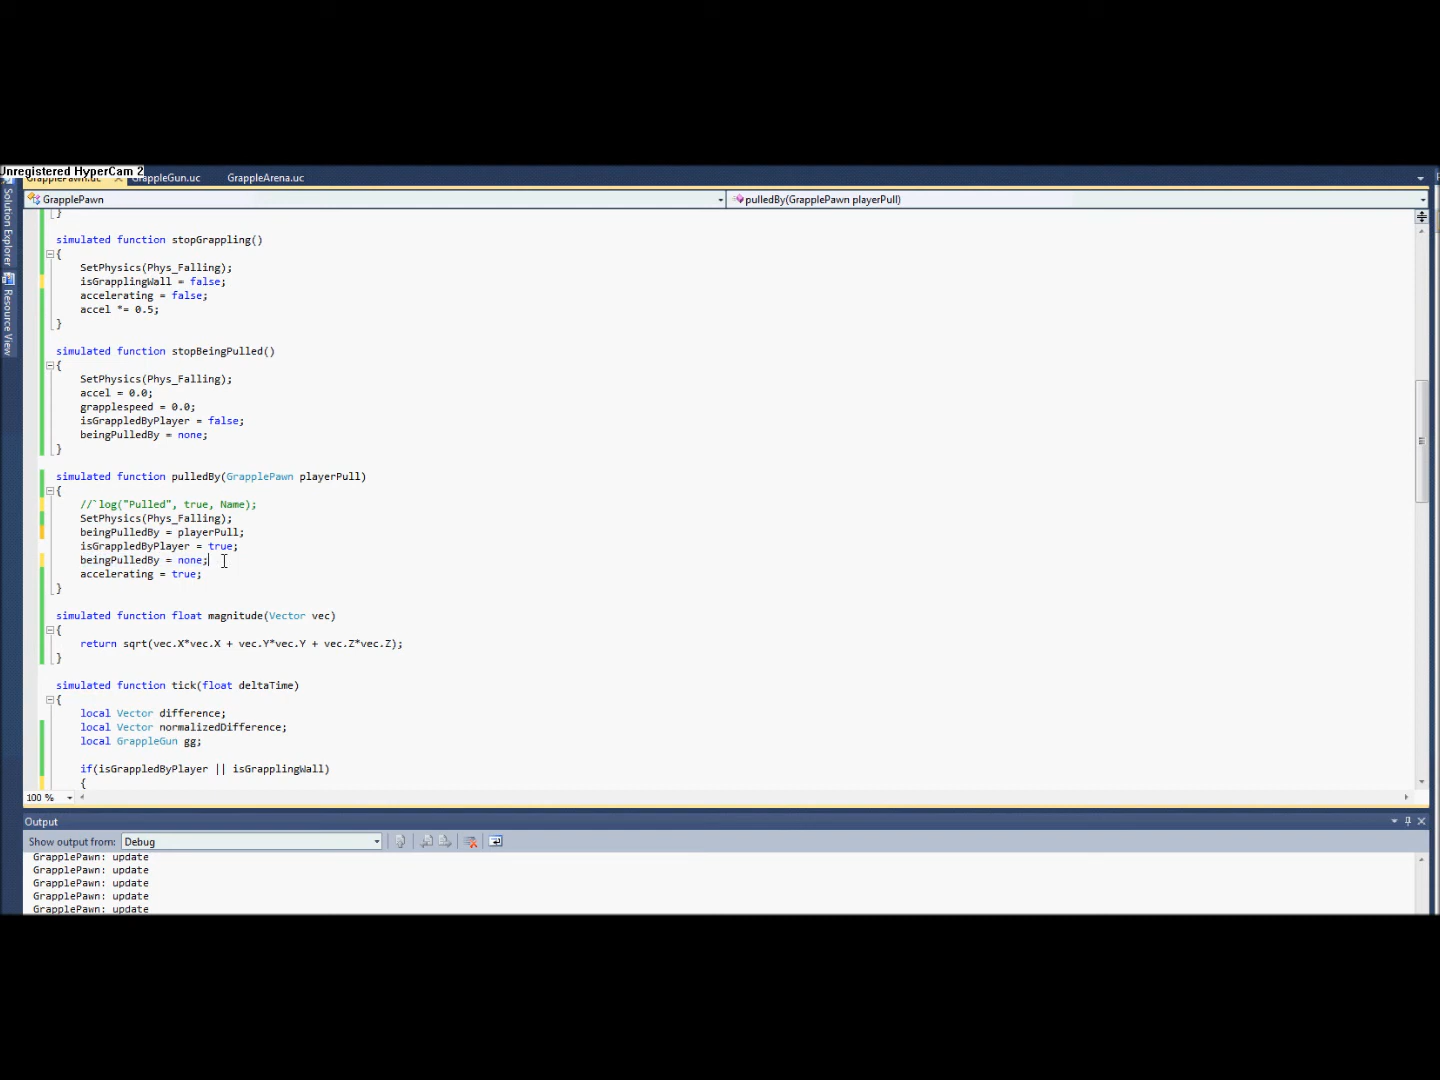 Unregistered HyperCam 2
GrapplePawn.uc GrappleGun.uc GrappleArena.uc
GrapplePawn pulledBy(GrapplePawn playerPull)
Solution Explorer
Resource View
}
simulated function stopGrappling()
{
SetPhysics(Phys_Falling);
isGrapplingWall = false;
accelerating = false;
accel *= 0.5;
}
simulated function stopBeingPulled()
{
SetPhysics(Phys_Falling);
accel = 0.0;
grapplespeed = 0.0;
isGrappledByPlayer = false;
beingPulledBy = none;
}
simulated function pulledBy(GrapplePawn playerPull)
{
//`log("Pulled", true, Name);
SetPhysics(Phys_Falling);
beingPulledBy = playerPull;
isGrappledByPlayer = true;
beingPulledBy = none;
accelerating = true;
}
simulated function float magnitude(Vector vec)
{
return sqrt(vec.X*vec.X + vec.Y*vec.Y + vec.Z*vec.Z);
}
simulated function tick(float deltaTime)
{
local Vector difference;
local Vector normalizedDifference;
local GrappleGun gg;
if(isGrappledByPlayer || isGrapplingWall)
{
100 %
Output
Show output from: Debug
GrapplePawn: update
GrapplePawn: update
GrapplePawn: update
GrapplePawn: update
GrapplePawn: update